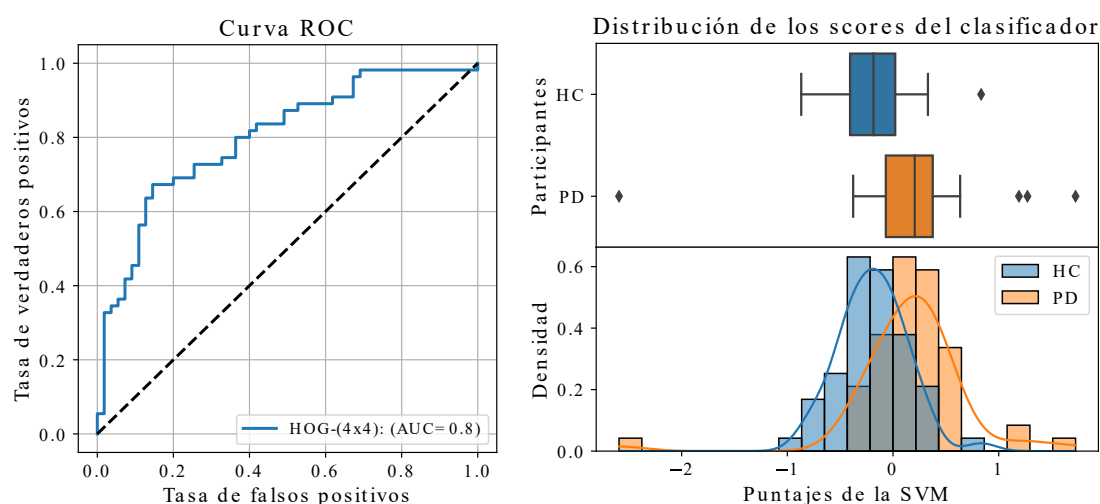 Curva ROC
Tasa de verdaderos positivos
1.0
0.8
0.6
0.4
0.2
0.0
HOG-(4x4): (AUC=0.8)
0.0 0.2 0.4 0.6 0.8 1.0
Tasa de falsos positivos
Distribución de los scores del clasificador
Participantes
HC
PD
Densidad
0.6
0.4
0.2
0.0
HC
PD
−2 −1 0 1
Puntajes de la SVM